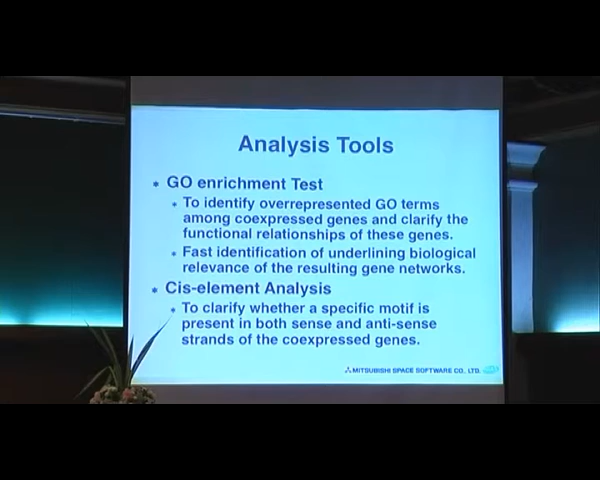 Analysis Tools
* GO enrichment Test
* To identify overrepresented GO terms
among coexpressed genes and clarify the
functional relationships of these genes.
* Fast identification of underlining biological
relevance of the resulting gene networks.
* Cis-element Analysis
* To clarify whether a specific motif is
present in both sense and anti-sense
strands of the coexpressed genes.
MITSUBISHI SPACE SOFTWARE CO. LTD.